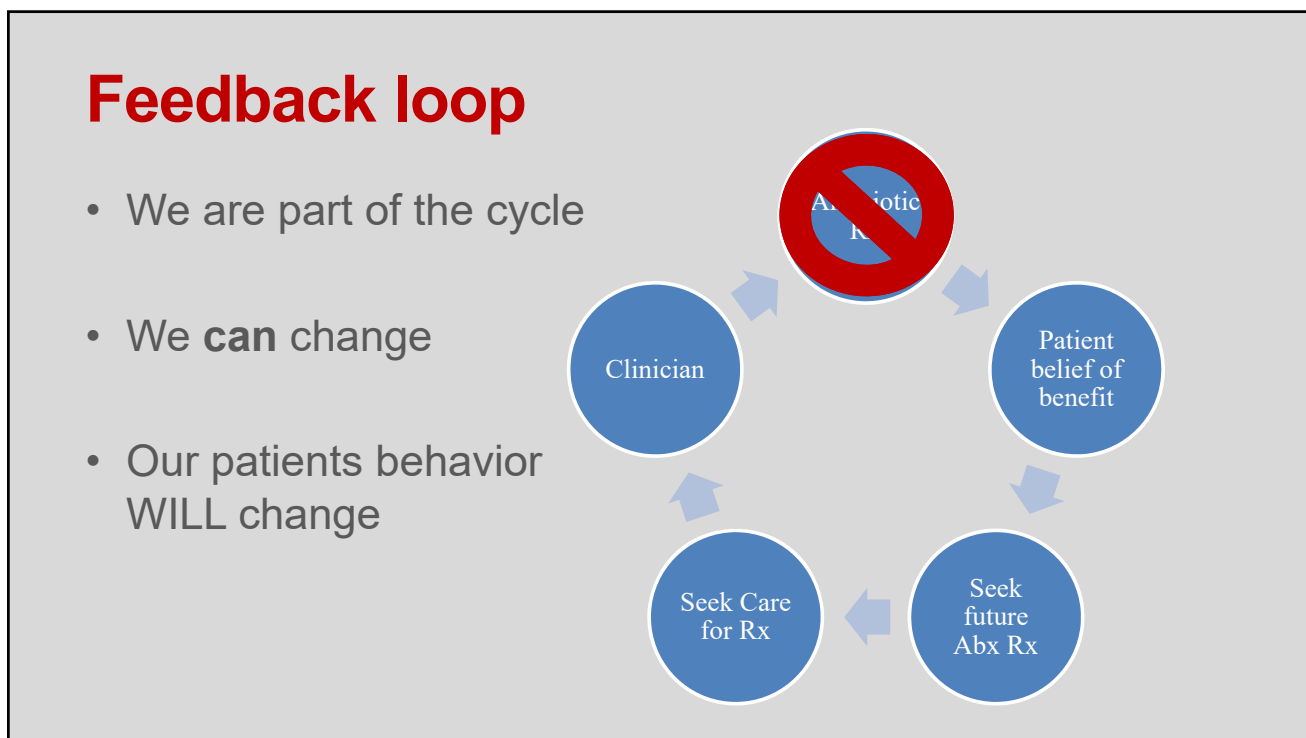 Feedback loop
• We are part of the cycle
• We can change
• Our patients behavior
WILL change
Clinician
Patient
belief of
benefit
Seek
future
Abx Rx
Seek Care
for Rx